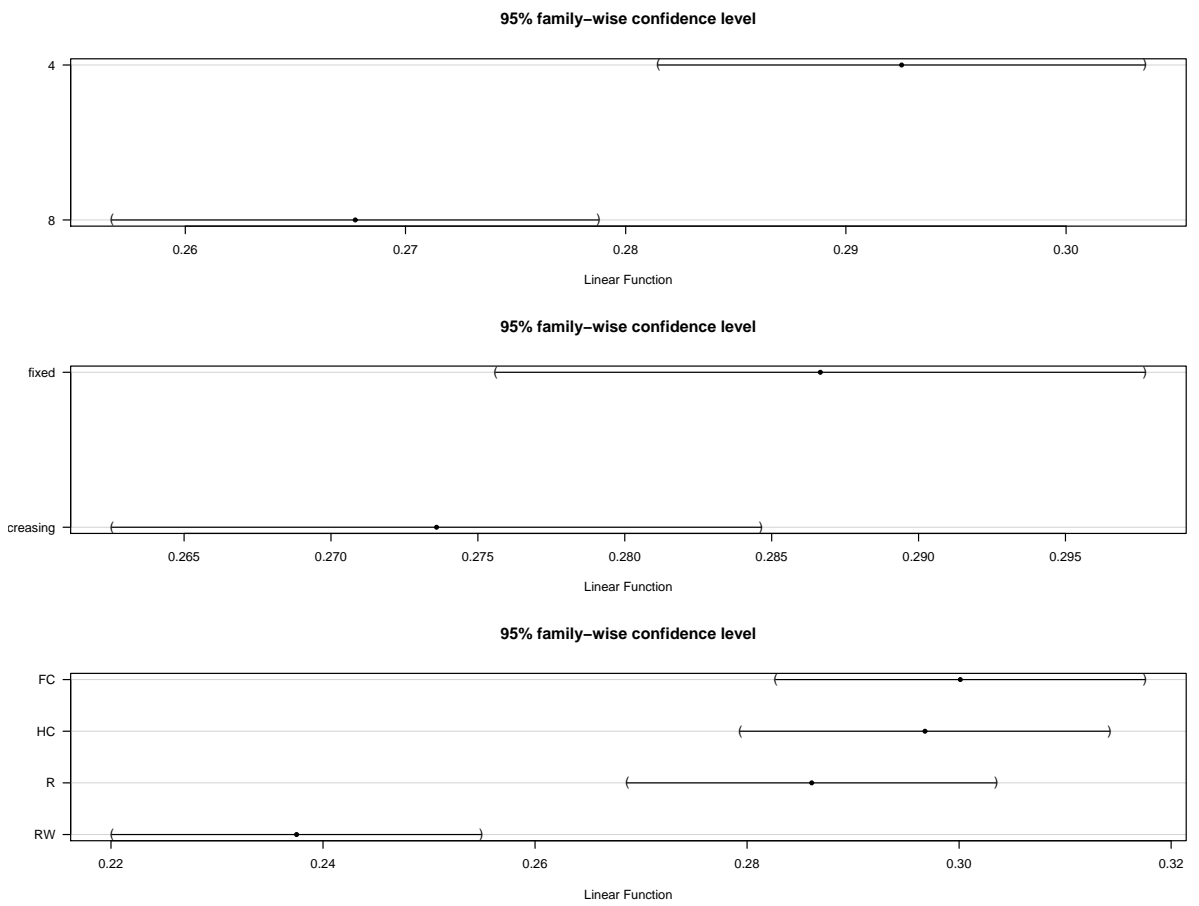 95% family−wise confidence level
4
8
0.26 0.27 0.28 0.29 0.30
Linear Function
95% family−wise confidence level
fixed
creasing
0.265 0.270 0.275 0.280 0.285 0.290 0.295
Linear Function
95% family−wise confidence level
FC
HC
R
RW
0.22 0.24 0.26 0.28 0.30 0.32
Linear Function